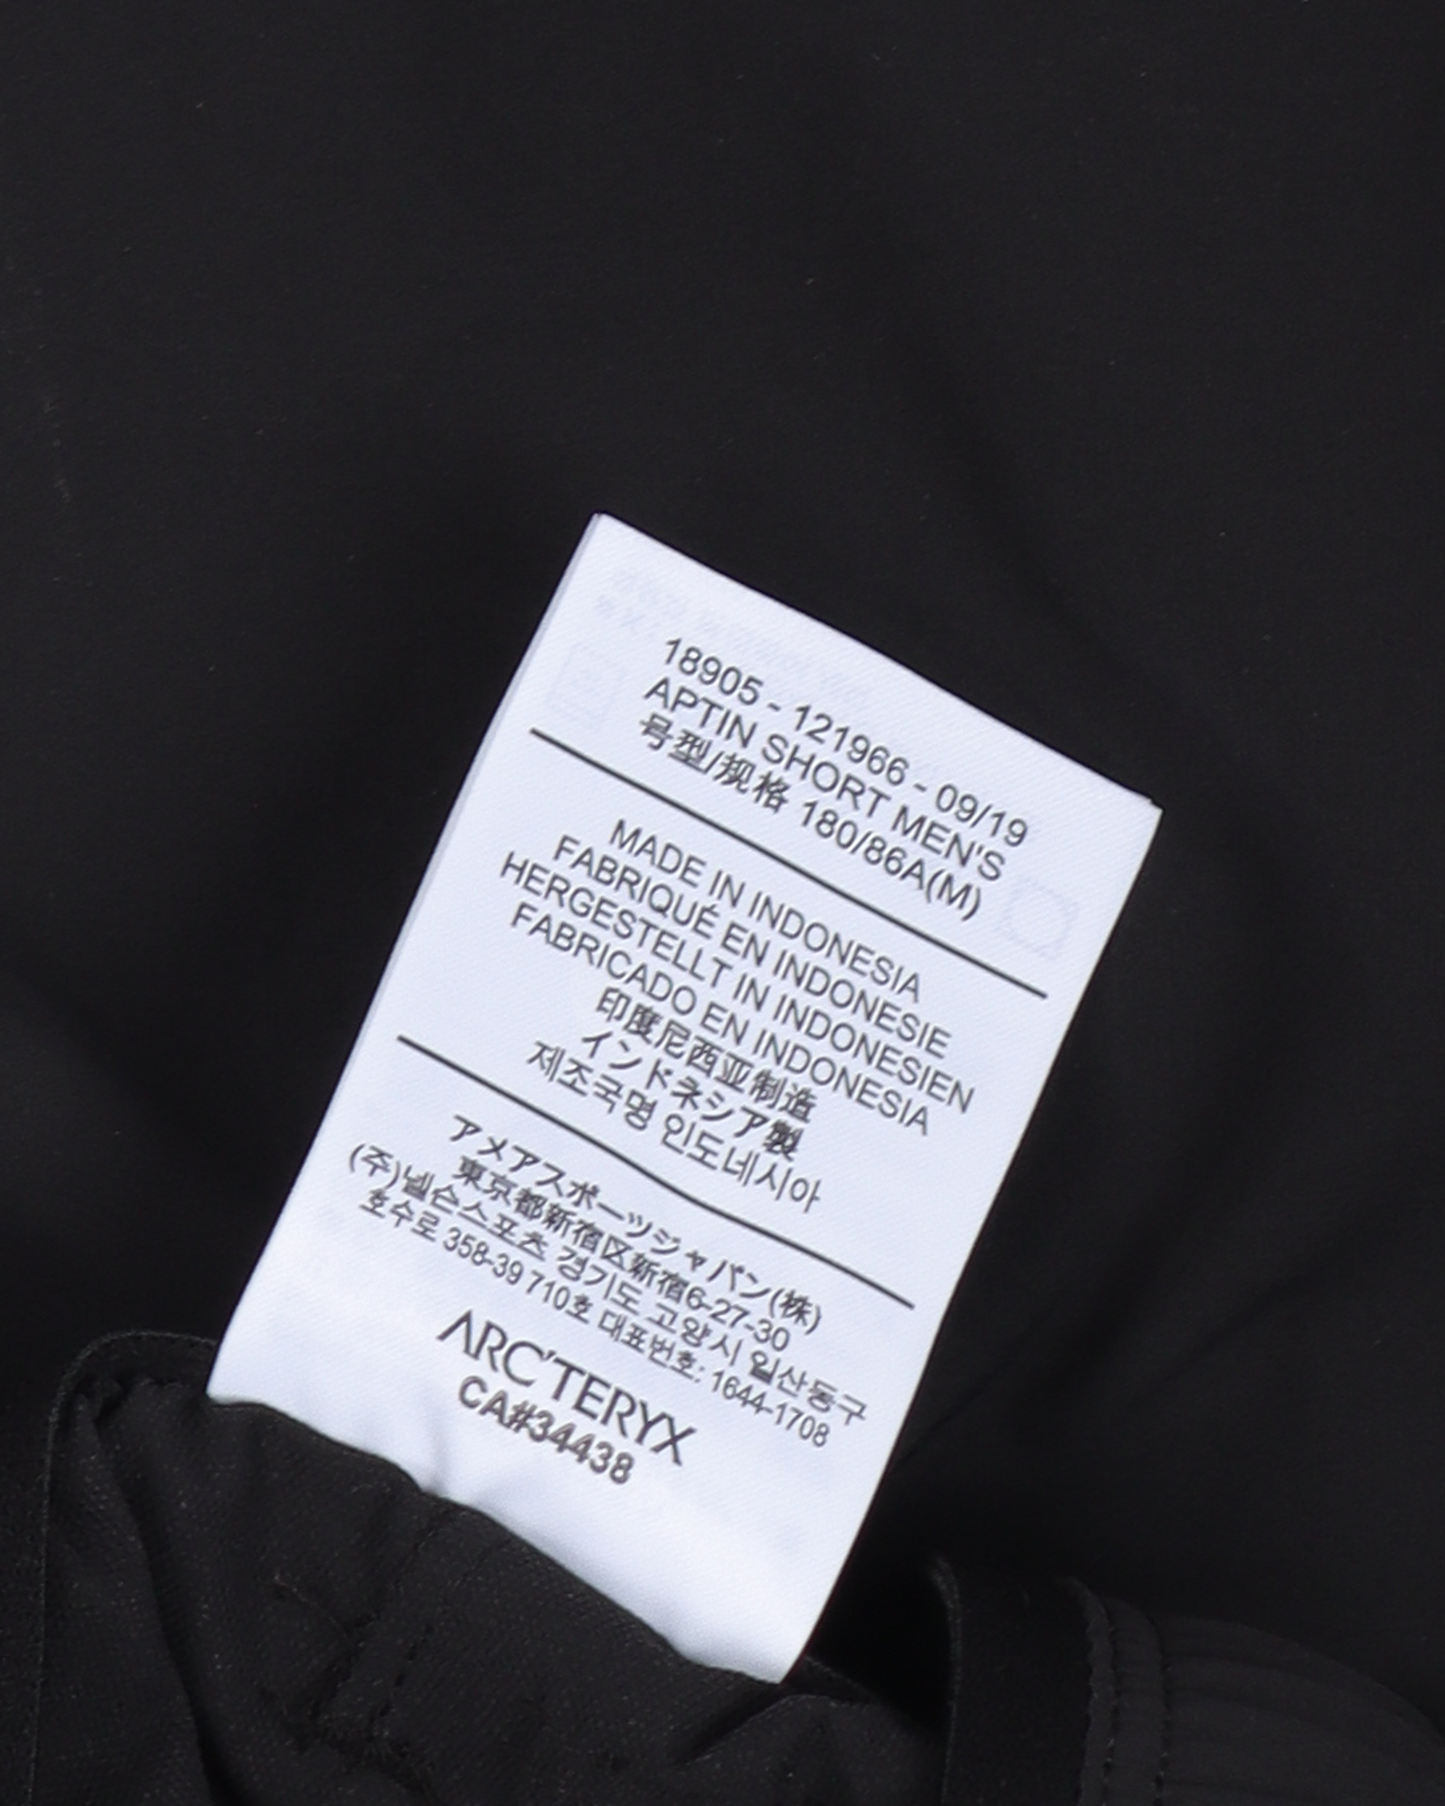 18905 - 121966 - 09/19
APTIN SHORT MEN'S
号型/规格 180/86A(M)
MADE IN INDONESIA
FABRIQUÉ EN INDONESIE
HERGESTELLT IN INDONESIEN
FABRICADO EN INDONESIA
印度尼西亚制造
インドネシア製
제조국명 인도네시아
アメアスポーツジャパン(株)
東京都新宿区新宿6-27-30
(주)넬슨스포츠 경기도 고양시 일산동구
호수로 358-39 710호 대표번호: 1644-1708
ARC'TERYX
CA#34438